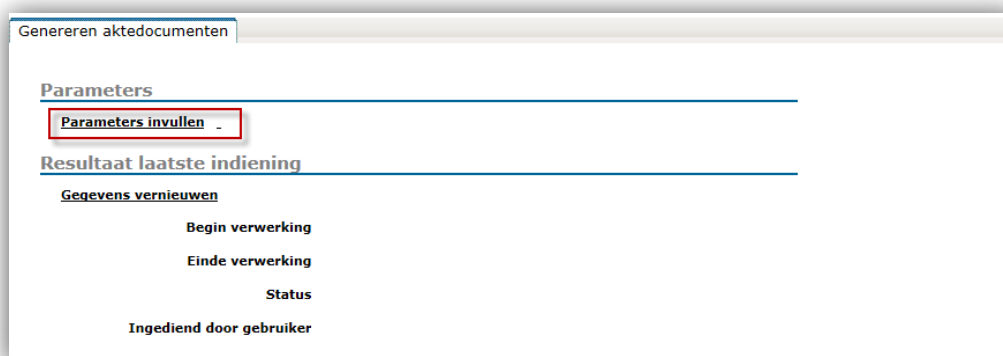 Genereren aktedocumenten
Parameters
Parameters invullen
Resultaat laatste indiening
Gegevens vernieuwen
Begin verwerking
Einde verwerking
Status
Ingediend door gebruiker